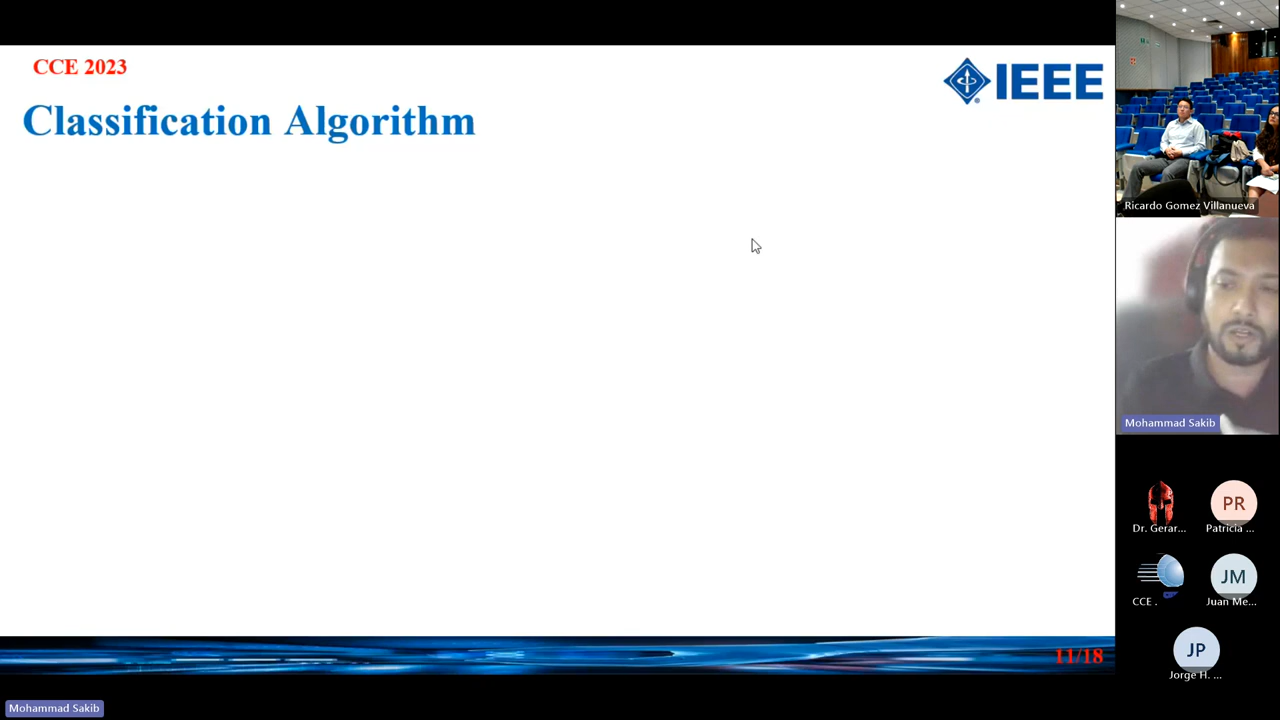 CCE 2023
IEEE
Classification Algorithm
11/18
Mohammad Sakib
Ricardo Gomez Villanueva
Mohammad Sakib
Dr. Gerar...
PR
Patricia ...
CCE .
JM
Juan Me...
JP
Jorge H. ...